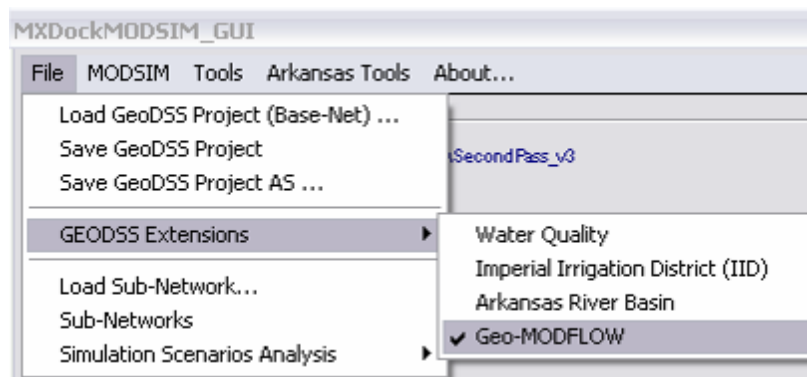 MXDockMODSIM_GUI
File MODSIM Tools Arkansas Tools About...
Load GeoDSS Project (Base-Net) ...
Save GeoDSS Project
\SecondPass_v3
Save GeoDSS Project AS ...
GEODSS Extensions
Water Quality
Imperial Irrigation District (IID)
Arkansas River Basin
Geo-MODFLOW
Load Sub-Network...
Sub-Networks
Simulation Scenarios Analysis